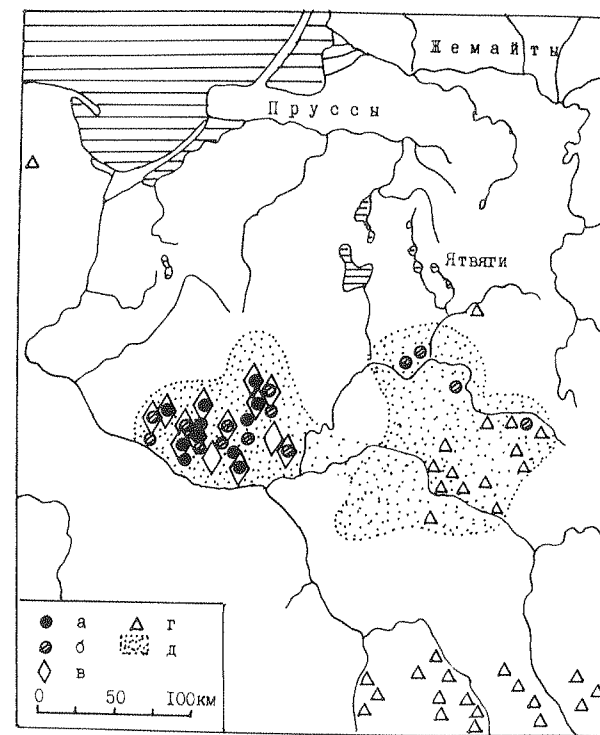 Жемайты
Пруссы
Ятвяги
а г
б д
в
0 50 100км